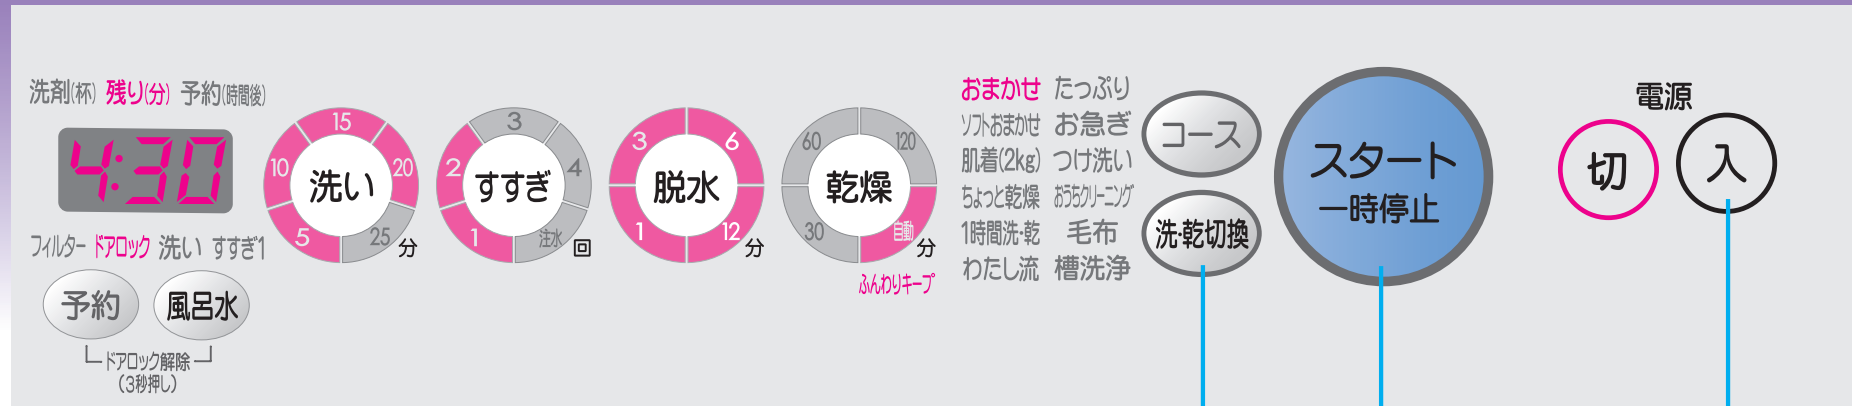 洗剤(杯) 残り(分) 予約(時間後)
4:30
フィルター ドアロック 洗い すすぎ1
予約 風呂水
ドアロック解除
(3秒押し)
洗い
5
10
15
20
25
分
すすぎ
1
2
3
4
注水
回
脱水
1
3
6
12
分
乾燥
30
60
120
自動
分
ふんわりキープ
おまかせ たっぷり
ソフトおまかせ お急ぎ
肌着(2kg) つけ洗い
ちょっと乾燥 おうちクリーニング
1時間洗・乾 毛布
わたし流 槽洗浄
コース
洗・乾切換
スタート
一時停止
電源
切 入